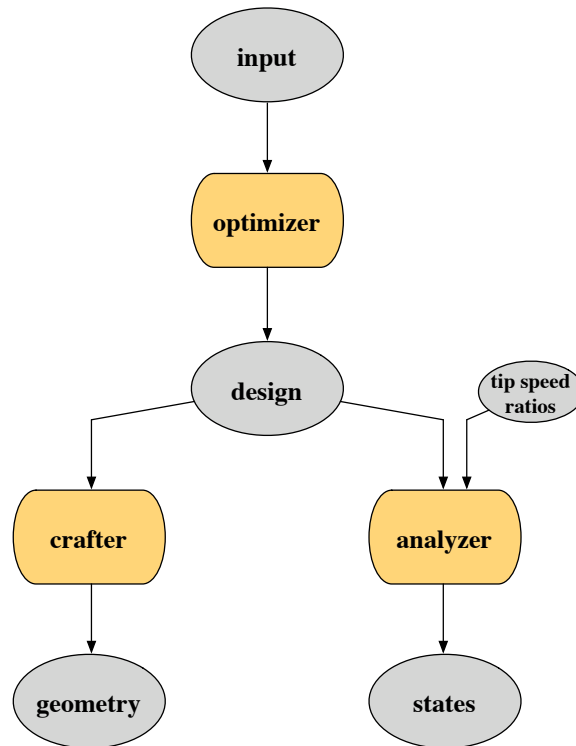 input
optimizer
design
tip speed
ratios
crafter
analyzer
geometry
states